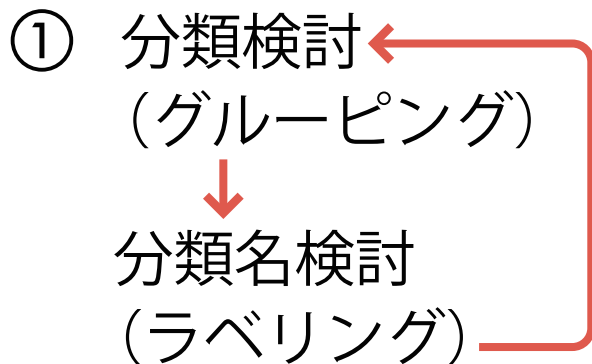 ① 分類検討
（グルーピング）
分類名検討
（ラベリング）